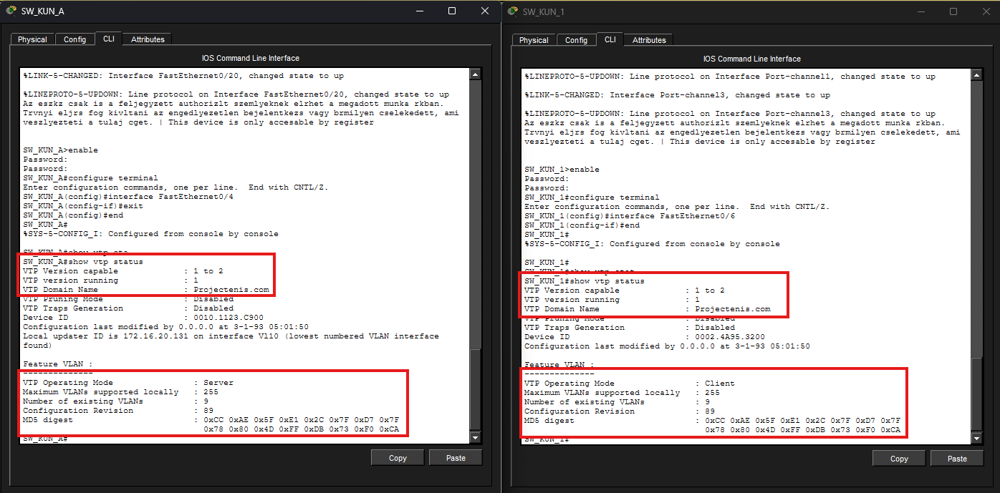 SW_KUN_A
Physical Config CLI Attributes
IOS Command Line Interface
%LINK-5-CHANGED: Interface FastEthernet0/20, changed state to up
%LINEPROTO-5-UPDOWN: Line protocol on Interface FastEthernet0/20, changed state to up
Az eszkz csak is a feljegyzett authorizlt szemlyeknek elrhet a megadott munka rkban.
Trvnyi eljrs fog kivltani az engedlyezetlen bejelentkezs vagy brmilyen cselekedett, ami
veszlyezteti a tulaj cget. | This device is only accesable by register
SW_KUN_A>enable
Password:
Password:
SW_KUN_A#configure terminal
Enter configuration commands, one per line.  End with CNTL/Z.
SW_KUN_A(config)#interface FastEthernet0/4
SW_KUN_A(config-if)#exit
SW_KUN_A(config)#end
SW_KUN_A#
%SYS-5-CONFIG_I: Configured from console by console
SW_KUN_A#show vtp sta
SW_KUN_A#show vtp status
VTP Version capable : 1 to 2
VTP version running : 1
VTP Domain Name : Projectenis.com
VTP Pruning Mode : Disabled
VTP Traps Generation : Disabled
Device ID : 0010.1123.C900
Configuration last modified by 0.0.0.0 at 3-1-93 05:01:50
Local updater ID is 172.16.20.131 on interface Vl10 (lowest numbered VLAN interface
found)
Feature VLAN :
--------------
VTP Operating Mode : Server
Maximum VLANs supported locally : 255
Number of existing VLANs : 9
Configuration Revision : 89
MD5 digest : 0xCC 0xAE 0x5F 0xE1 0x2C 0x7F 0xD7 0x7F
0x78 0x80 0x4D 0xFF 0xDB 0x73 0xF0 0xCA
SW_KUN_A#
Copy Paste
SW_KUN_1
Physical Config CLI Attributes
IOS Command Line Interface
%LINEPROTO-5-UPDOWN: Line protocol on Interface Port-channel1, changed state to up
%LINK-5-CHANGED: Interface Port-channel3, changed state to up
%LINEPROTO-5-UPDOWN: Line protocol on Interface Port-channel3, changed state to up
Az eszkz csak is a feljegyzett authorizlt szemlyeknek elrhet a megadott munka rkban.
Trvnyi eljrs fog kivltani az engedlyezetlen bejelentkezs vagy brmilyen cselekedett, ami
veszlyezteti a tulaj cget. | This device is only accesable by register
SW_KUN_1>enable
Password:
Password:
SW_KUN_1#configure terminal
Enter configuration commands, one per line.  End with CNTL/Z.
SW_KUN_1(config)#interface FastEthernet0/6
SW_KUN_1(config-if)#end
SW_KUN_1#
%SYS-5-CONFIG_I: Configured from console by console
SW_KUN_1#
SW_KUN_1#show vtp stat
SW_KUN_1#show vtp status
VTP Version capable : 1 to 2
VTP version running : 1
VTP Domain Name : Projectenis.com
VTP Pruning Mode : Disabled
VTP Traps Generation : Disabled
Device ID : 0002.4A95.3200
Configuration last modified by 0.0.0.0 at 3-1-93 05:01:50
Feature VLAN :
--------------
VTP Operating Mode : Client
Maximum VLANs supported locally : 255
Number of existing VLANs : 9
Configuration Revision : 89
MD5 digest : 0xCC 0xAE 0x5F 0xE1 0x2C 0x7F 0xD7 0x7F
0x78 0x80 0x4D 0xFF 0xDB 0x73 0xF0 0xCA
SW_KUN_1#
Copy Paste